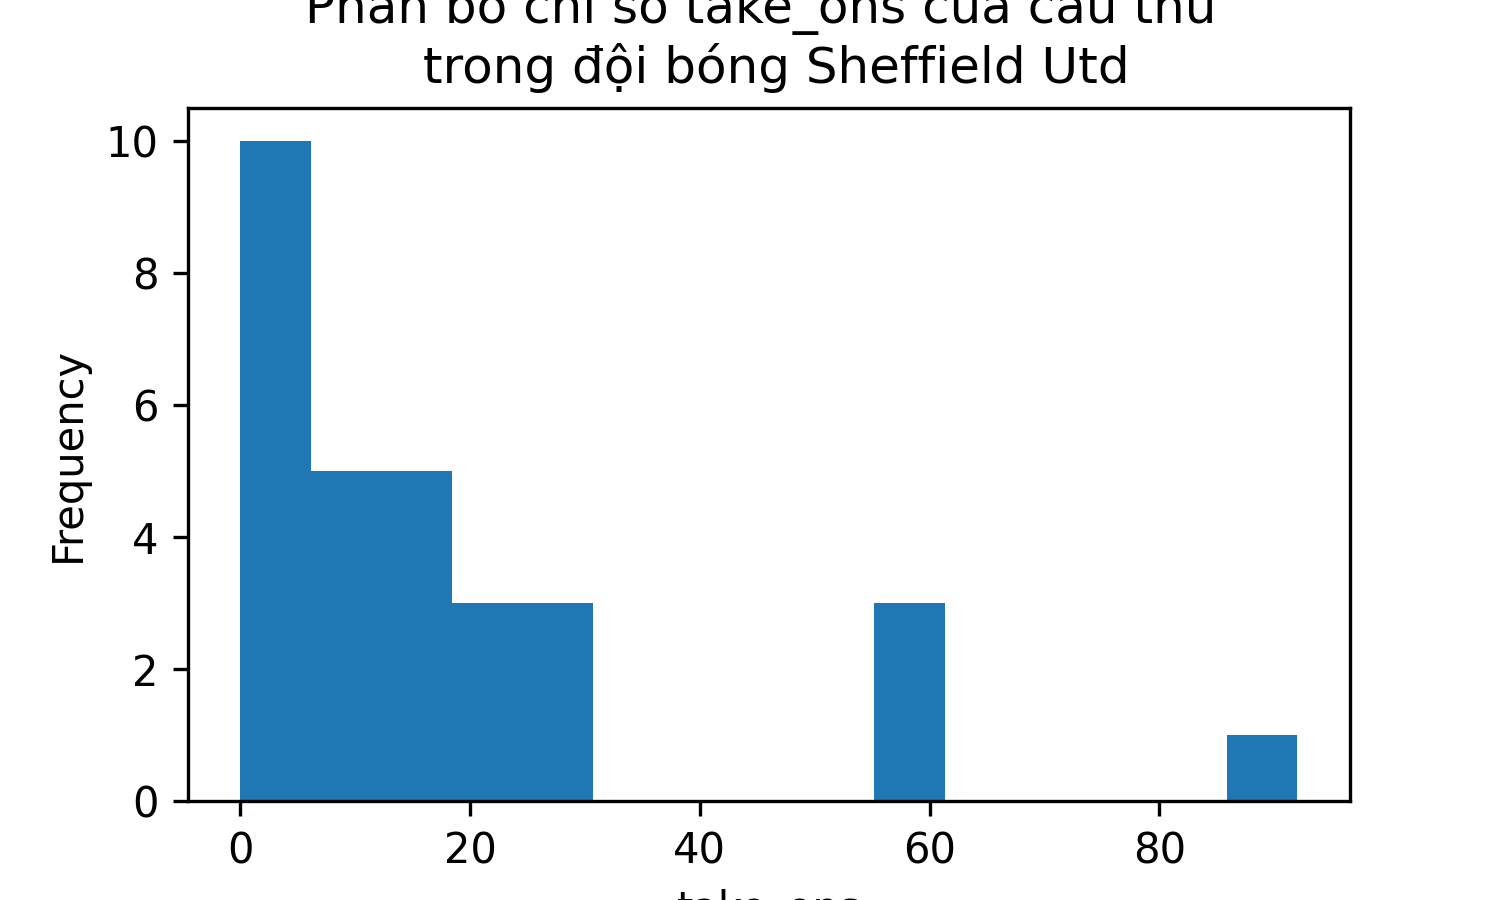 Phân bố chỉ số take_ons của cầu thủ
trong đội bóng Sheffield Utd
10
8
6
4
2
0
Frequency
0 20 40 60 80
take_ons